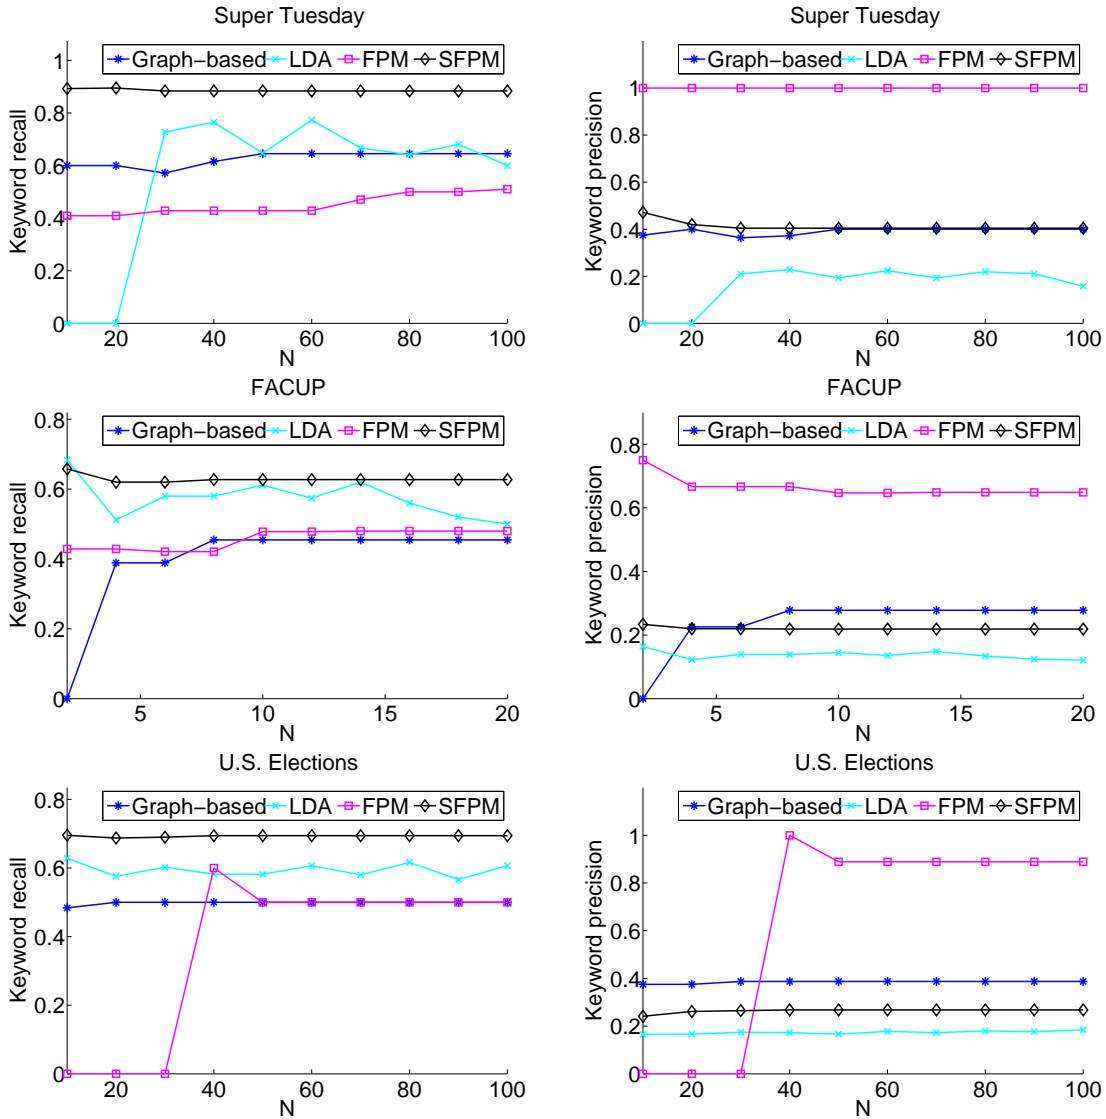 Super Tuesday
Graph-based LDA FPM SFPM
Keyword recall
1
0.8
0.6
0.4
0.2
0
20 40 60 80 100
N
Super Tuesday
Graph-based LDA FPM SFPM
Keyword precision
1
0.8
0.6
0.4
0.2
0
20 40 60 80 100
N
FACUP
Graph-based LDA FPM SFPM
Keyword recall
0.8
0.6
0.4
0.2
0
5 10 15 20
N
FACUP
Graph-based LDA FPM SFPM
Keyword precision
0.8
0.6
0.4
0.2
0
5 10 15 20
N
U.S. Elections
Graph-based LDA FPM SFPM
Keyword recall
0.8
0.6
0.4
0.2
0
20 40 60 80 100
N
U.S. Elections
Graph-based LDA FPM SFPM
Keyword precision
1
0.8
0.6
0.4
0.2
0
20 40 60 80 100
N